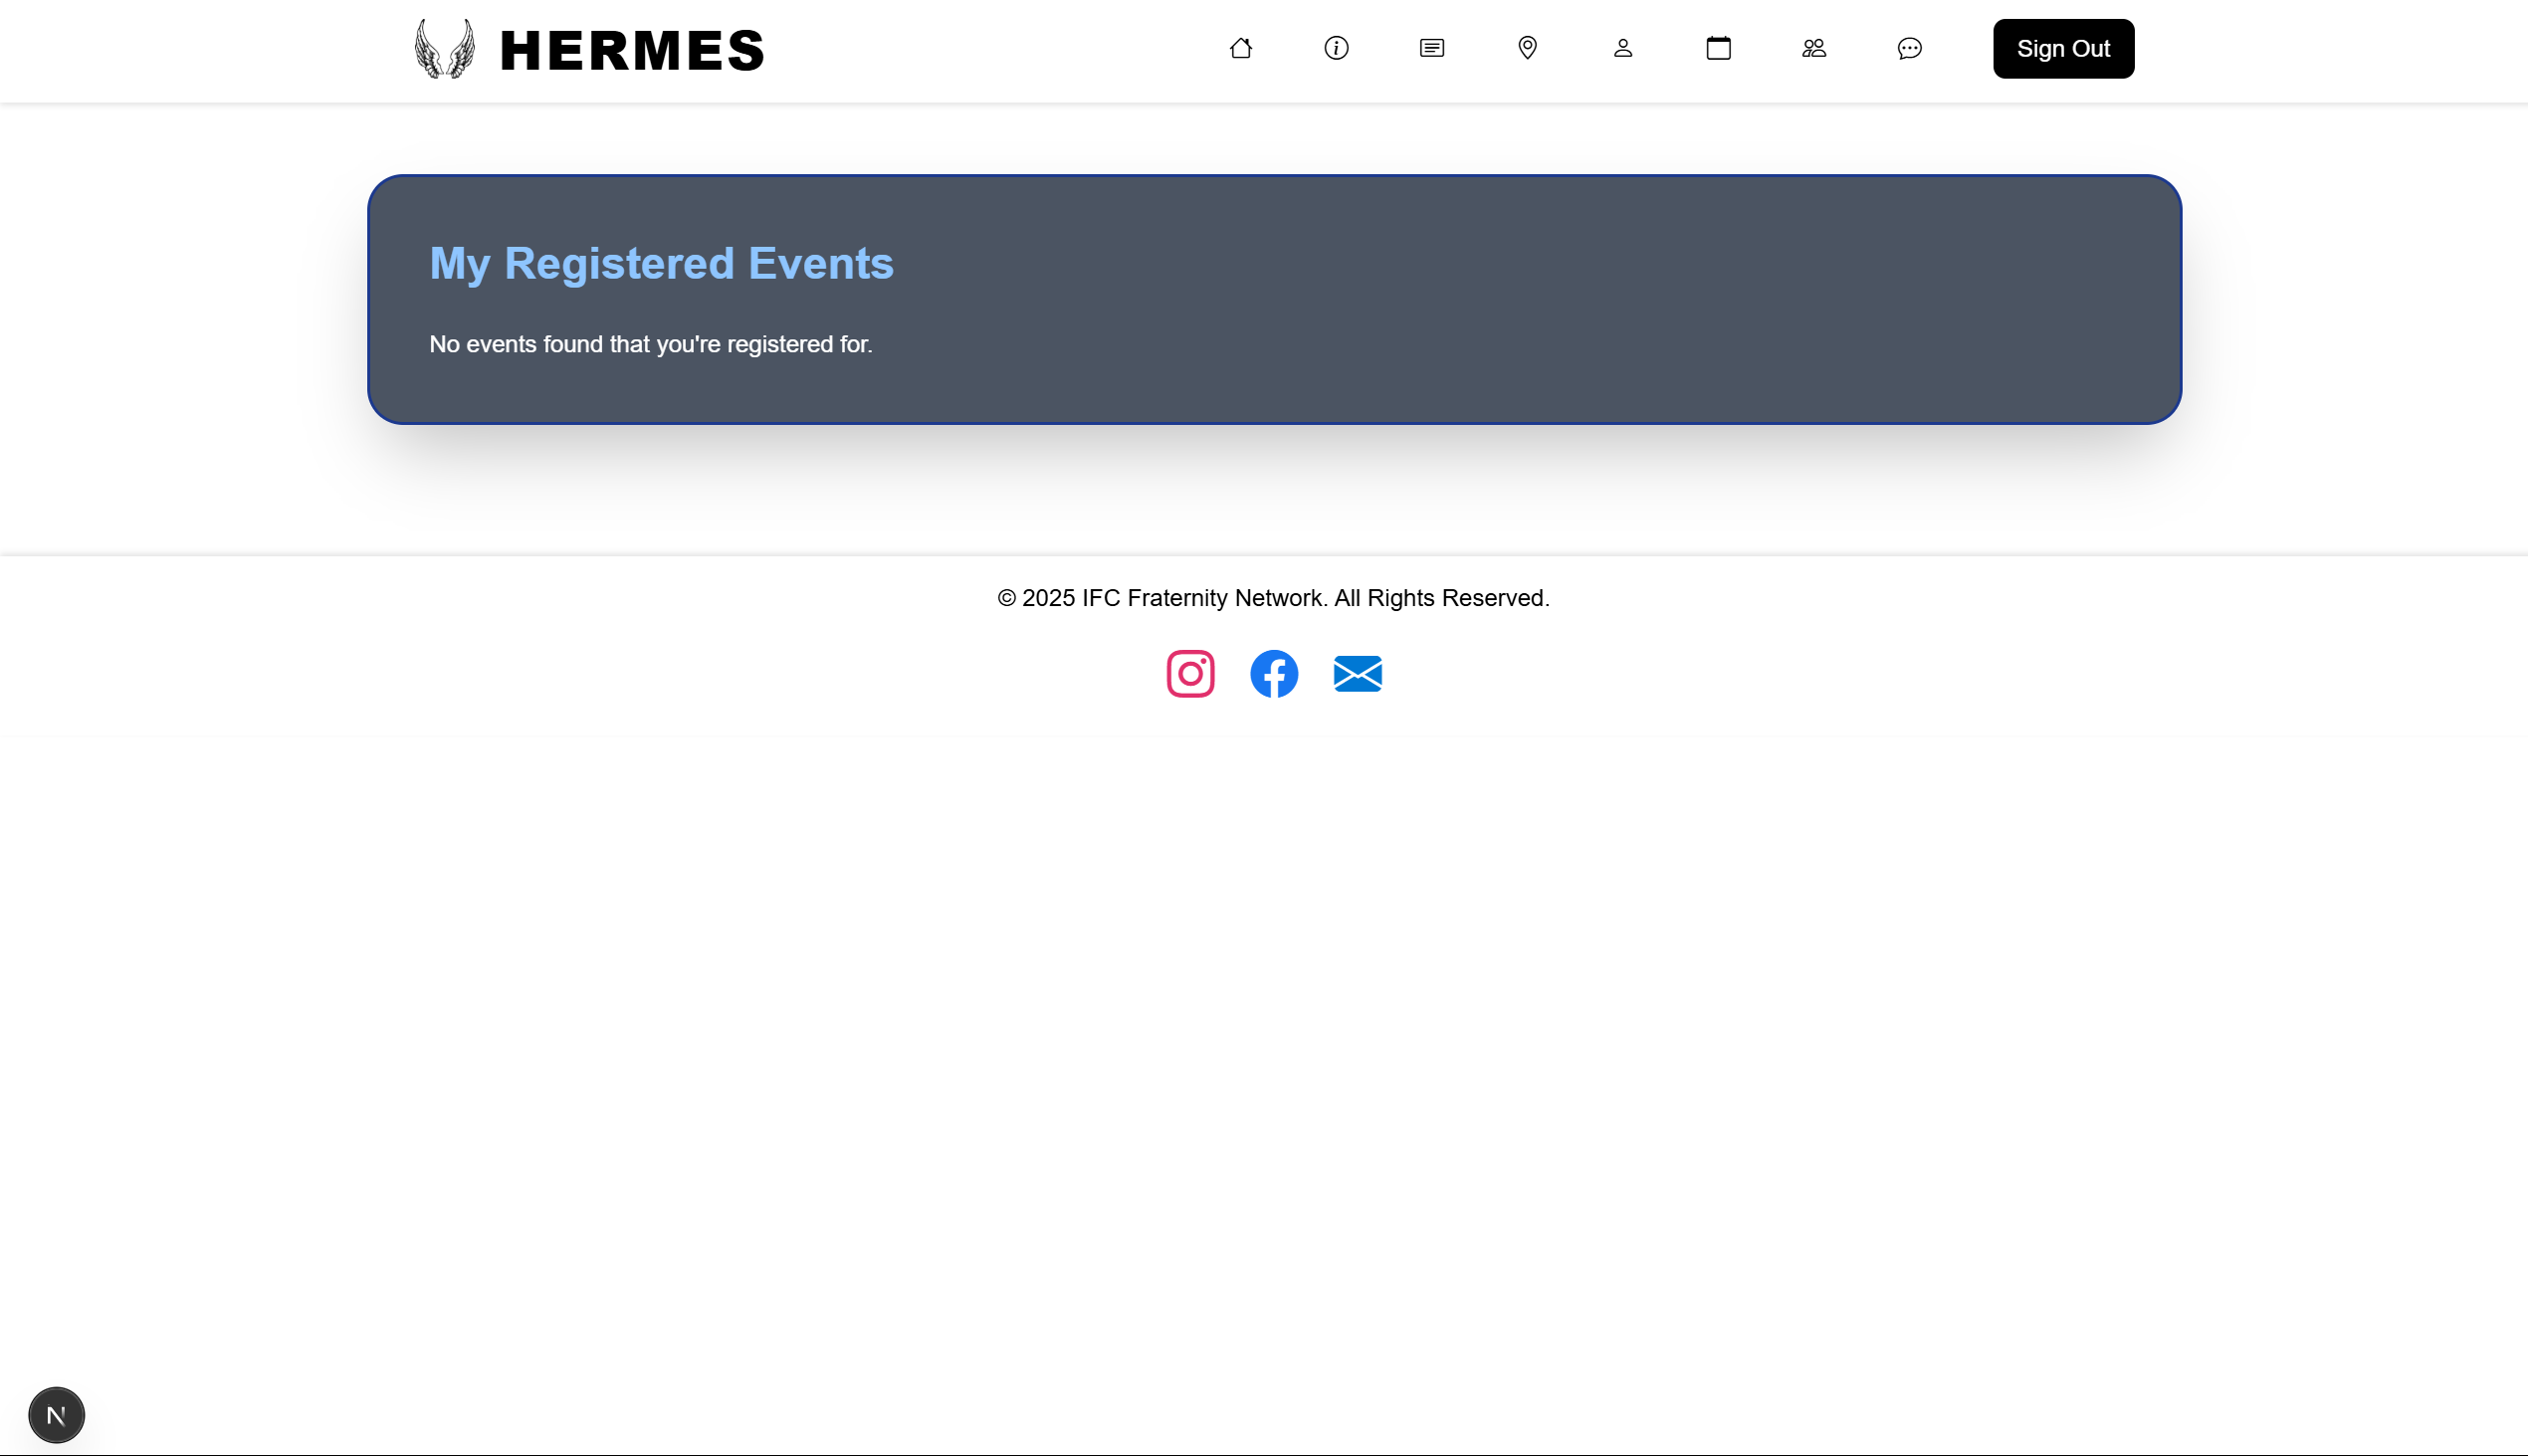 HERMES
Sign Out
My Registered Events
No events found that you're registered for.
© 2025 IFC Fraternity Network. All Rights Reserved.
N